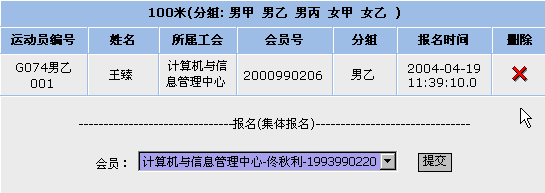 100米(分组: 男甲 男乙 男丙 女甲 女乙 )
运动员编号 姓名 所属工会 会员号 分组 报名时间 删除
G074男乙001 王臻 计算机与信息管理中心 2000990206 男乙 2004-04-19 11:39:10.0
-------------------------------报名(集体报名)-------------------------------
会员： 计算机与信息管理中心-佟秋利-1993990220 提交